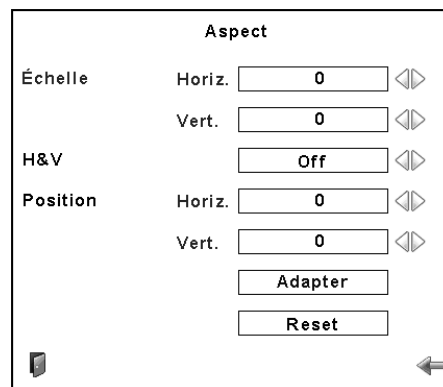 Aspect
Échelle Horiz. 0
Vert. 0
H&V Off
Position Horiz. 0
Vert. 0
Adapter
Reset